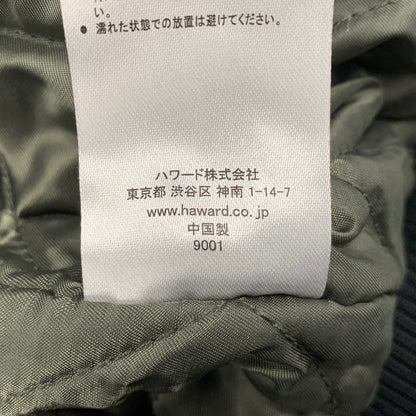 い。
● 濡れた状態での放置は避けてください。
ハワード株式会社
東京都 渋谷区 神南 1-14-7
www.haward.co.jp
中国製
9001